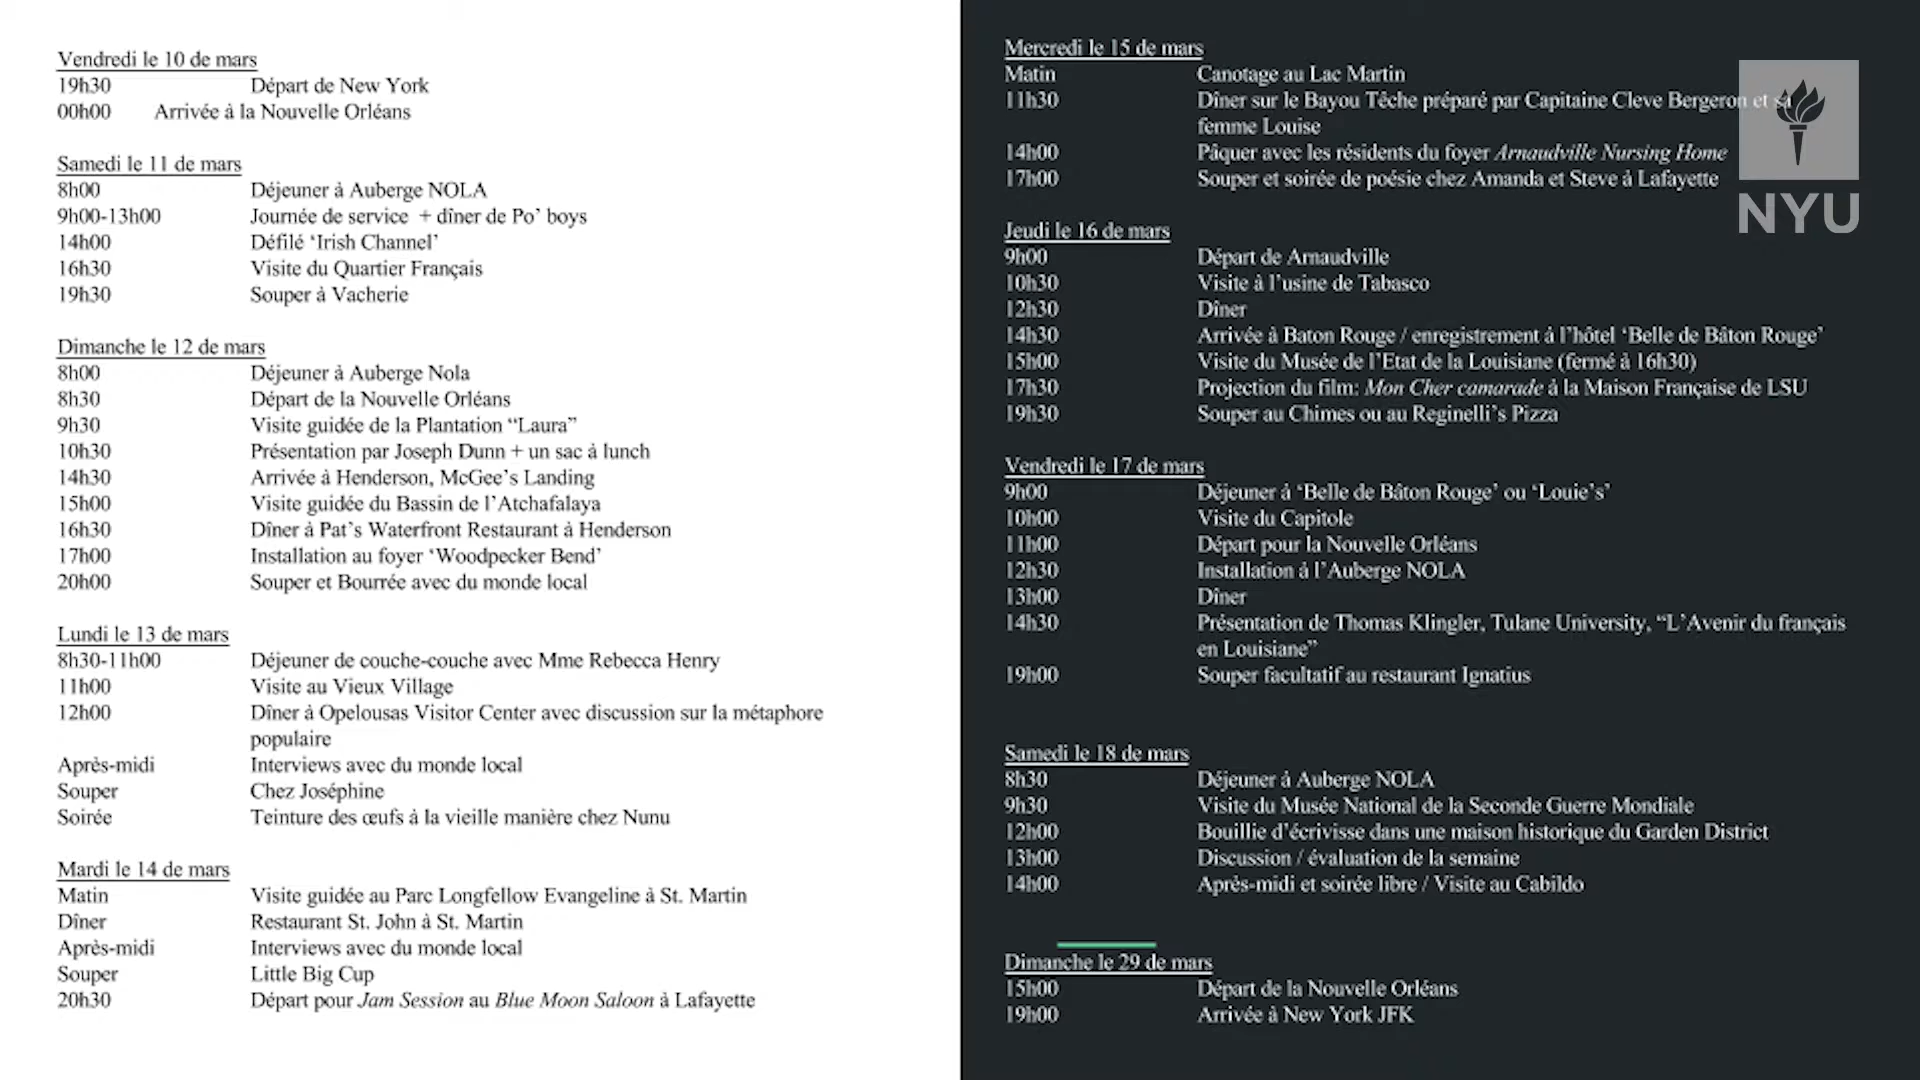 Vendredi le 10 de mars
19h30 Départ de New York
00h00 Arrivée à la Nouvelle Orléans
Samedi le 11 de mars
8h00 Déjeuner à Auberge NOLA
9h00-13h00 Journée de service + dîner de Po’ boys
14h00 Défilé ‘Irish Channel’
16h30 Visite du Quartier Français
19h30 Souper à Vacherie
Dimanche le 12 de mars
8h00 Déjeuner à Auberge Nola
8h30 Départ de la Nouvelle Orléans
9h30 Visite guidée de la Plantation “Laura”
10h30 Présentation par Joseph Dunn + un sac à lunch
14h30 Arrivée à Henderson, McGee’s Landing
15h00 Visite guidée du Bassin de l’Atchafalaya
16h30 Dîner à Pat’s Waterfront Restaurant à Henderson
17h00 Installation au foyer ‘Woodpecker Bend’
20h00 Souper et Bourrée avec du monde local
Lundi le 13 de mars
8h30-11h00 Déjeuner de couche-couche avec Mme Rebecca Henry
11h00 Visite au Vieux Village
12h00 Dîner à Opelousas Visitor Center avec discussion sur la métaphore
populaire
Après-midi Interviews avec du monde local
Souper Chez Joséphine
Soirée Teinture des œufs à la vieille manière chez Nunu
Mardi le 14 de mars
Matin Visite guidée au Parc Longfellow Evangeline à St. Martin
Dîner Restaurant St. John à St. Martin
Après-midi Interviews avec du monde local
Souper Little Big Cup
20h30 Départ pour Jam Session au Blue Moon Saloon à Lafayette
Mercredi le 15 de mars
Matin Canotage au Lac Martin
11h30 Dîner sur le Bayou Têche préparé par Capitaine Cleve Bergeron et sa
femme Louise
14h00 Pâquer avec les résidents du foyer Arnaudville Nursing Home
17h00 Souper et soirée de poésie chez Amanda et Steve à Lafayette
Jeudi le 16 de mars
9h00 Départ de Arnaudville
10h30 Visite à l’usine de Tabasco
12h30 Dîner
14h30 Arrivée à Baton Rouge / enregistrement à l’hôtel ‘Belle de Bâton Rouge’
15h00 Visite du Musée de l’Etat de la Louisiane (fermé à 16h30)
17h30 Projection du film: Mon Cher camarade à la Maison Française de LSU
19h30 Souper au Chimes ou au Reginelli’s Pizza
Vendredi le 17 de mars
9h00 Déjeuner à ‘Belle de Bâton Rouge’ ou ‘Louie’s’
10h00 Visite du Capitole
11h00 Départ pour la Nouvelle Orléans
12h30 Installation à l’Auberge NOLA
13h00 Dîner
14h30 Présentation de Thomas Klingler, Tulane University, “L’Avenir du français
en Louisiane”
19h00 Souper facultatif au restaurant Ignatius
Samedi le 18 de mars
8h30 Déjeuner à Auberge NOLA
9h30 Visite du Musée National de la Seconde Guerre Mondiale
12h00 Bouillie d’écrivisse dans une maison historique du Garden District
13h00 Discussion / évaluation de la semaine
14h00 Après-midi et soirée libre / Visite au Cabildo
Dimanche le 29 de mars
15h00 Départ de la Nouvelle Orléans
19h00 Arrivée à New York JFK
NYU